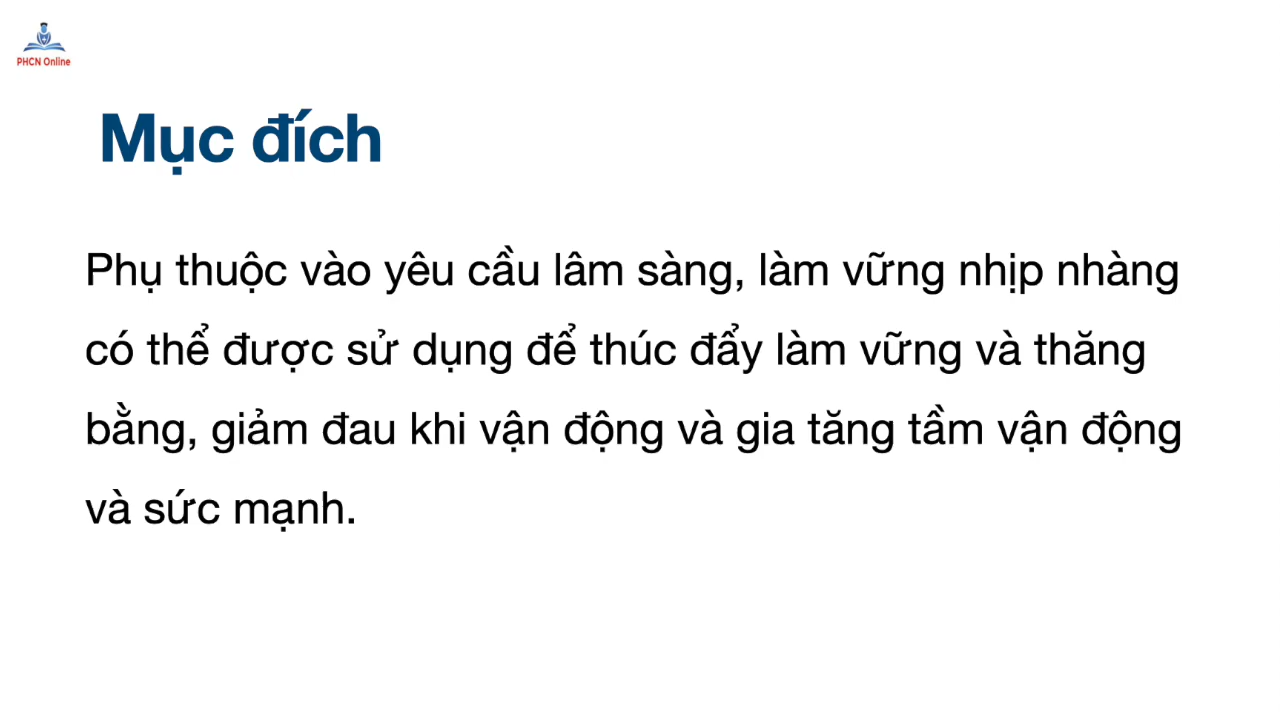 PHCN Online
Mục đích
Phụ thuộc vào yêu cầu lâm sàng, làm vững nhịp nhàng
có thể được sử dụng để thúc đẩy làm vững và thăng
bằng, giảm đau khi vận động và gia tăng tầm vận động
và sức mạnh.